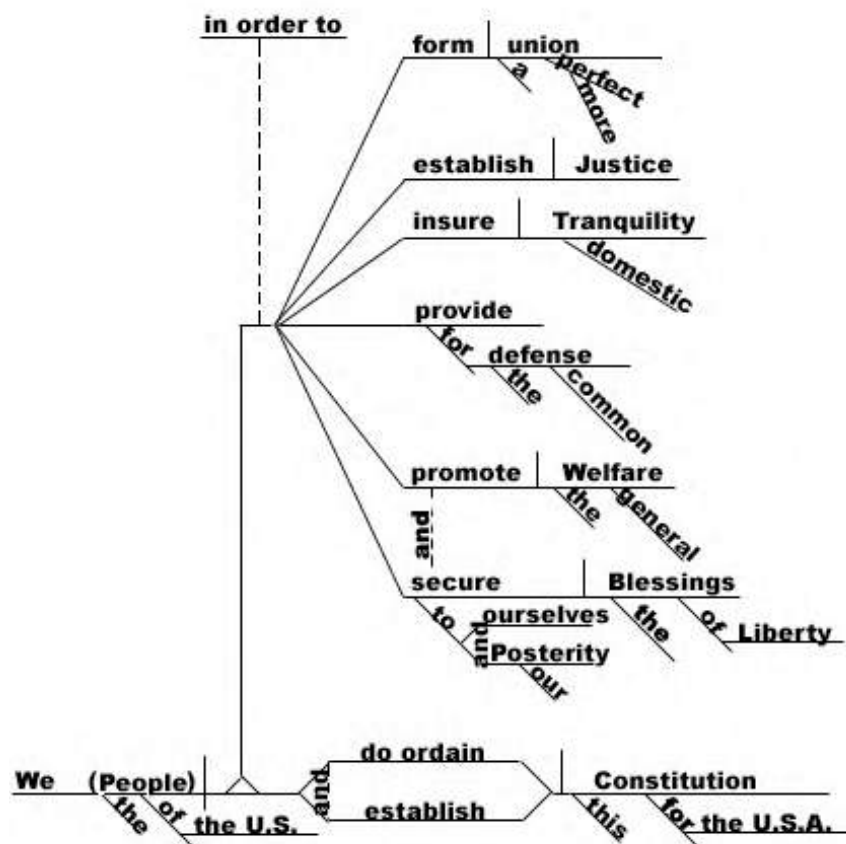 in order to
form union
a perfect
more
establish Justice
insure Tranquility
domestic
provide
for defense
the common
promote Welfare
the general
and
secure Blessings
to ourselves the of Liberty
and
Posterity
our
do ordain
We (People) and Constitution
the of the U.S. establish this for the U.S.A.